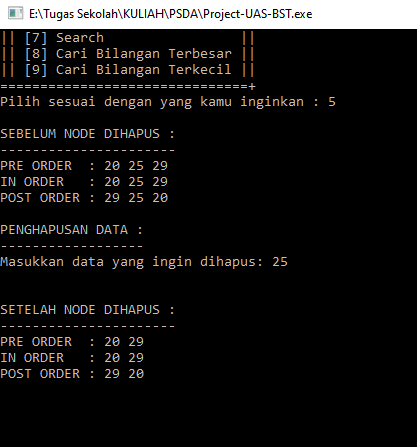 E:\Tugas Sekolah\KULIAH\PSDA\Project-UAS-BST.exe
|| [7] Search ||
|| [8] Cari Bilangan Terbesar ||
|| [9] Cari Bilangan Terkecil ||
===============================+
Pilih sesuai dengan yang kamu inginkan : 5
SEBELUM NODE DIHAPUS :
----------------------
PRE ORDER : 20 25 29
IN ORDER : 20 25 29
POST ORDER : 29 25 20
PENGHAPUSAN DATA :
------------------
Masukkan data yang ingin dihapus: 25
SETELAH NODE DIHAPUS :
----------------------
PRE ORDER : 20 29
IN ORDER : 20 29
POST ORDER : 29 20